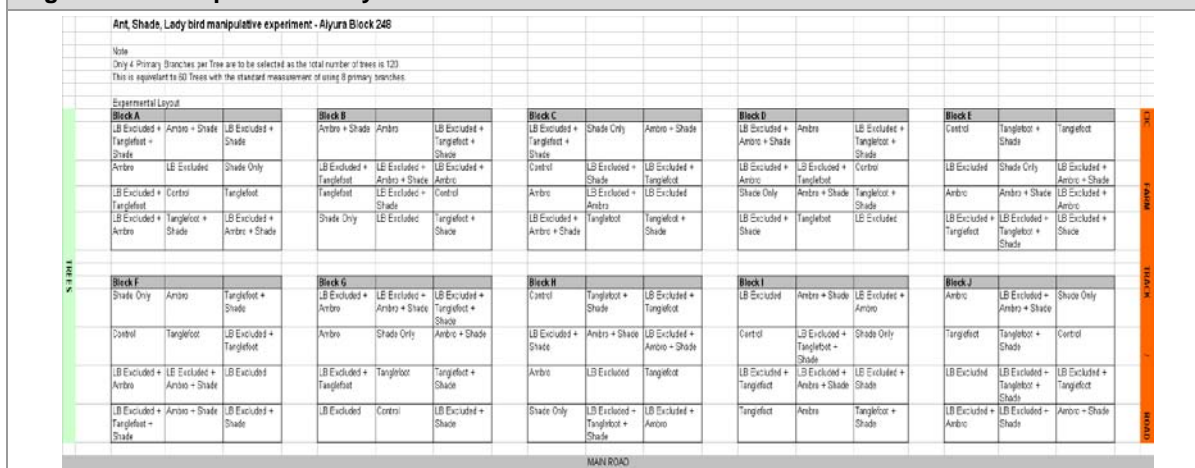 Ant, Shade, Lady bird manipulative experiment - Aiyura Block 248
Note
Only 4 Primary Branches per Tree are to be selected as the total number of trees is 120
This is equivelant to 60 Trees with the standard measurement of using 8 primary branches.
Experimental Layout
Block A
LB Excluded + Tanglefoot + Shade
Ambro + Shade
LB Excluded + Shade
Ambro
LB Excluded
Shade Only
LB Excluded + Tanglefoot
Control
Tanglefoot
LB Excluded + Ambro
Tanglefoot + Shade
LB Excluded + Ambro + Shade
Block B
Ambro + Shade
Ambro
LB Excluded + Tanglefoot + Shade
LB Excluded + Tanglefoot
LB Excluded + Ambro + Shade
LB Excluded + Ambro
Tanglefoot
LB Excluded + Shade
Control
Shade Only
LB Excluded
Tanglefoot + Shade
Block C
LB Excluded + Tanglefoot + Shade
Shade Only
Ambro + Shade
Control
LB Excluded + Shade
LB Excluded + Tanglefoot
Ambro
LB Excluded + Ambro
LB Excluded
LB Excluded + Ambro + Shade
Tanglefoot
Tanglefoot + Shade
Block D
LB Excluded + Ambro + Shade
Ambro
LB Excluded + Tanglefoot + Shade
LB Excluded + Ambro
LB Excluded + Tanglefoot
Control
Shade Only
Ambro + Shade
Tanglefoot + Shade
LB Excluded + Shade
Tanglefoot
LB Excluded
Block E
Control
Tanglefoot + Shade
Tanglefoot
LB Excluded
Shade Only
LB Excluded + Ambro + Shade
Ambro
Ambro + Shade
LB Excluded + Ambro
LB Excluded + Tanglefoot
LB Excluded + Tanglefoot + Shade
LB Excluded + Shade
TREES
CIC FARM TRACK / ROAD
Block F
Shade Only
Ambro
Tanglefoot + Shade
Control
Tanglefoot
LB Excluded + Tanglefoot
LB Excluded + Ambro
LB Excluded + Ambro + Shade
LB Excluded
LB Excluded + Tanglefoot + Shade
Ambro + Shade
LB Excluded + Shade
Block G
LB Excluded + Ambro
LB Excluded + Ambro + Shade
LB Excluded + Tanglefoot + Shade
Ambro
Shade Only
Ambro + Shade
LB Excluded + Tanglefoot
Tanglefoot
Tanglefoot + Shade
LB Excluded
Control
LB Excluded + Shade
Block H
Control
Tanglefoot + Shade
LB Excluded + Tanglefoot
LB Excluded + Shade
Ambro + Shade
LB Excluded + Ambro + Shade
Ambro
LB Excluded
Tanglefoot
Shade Only
LB Excluded + Tanglefoot + Shade
LB Excluded + Ambro
Block I
LB Excluded
Ambro + Shade
LB Excluded + Ambro
Control
LB Excluded + Tanglefoot + Shade
Shade Only
LB Excluded + Tanglefoot
LB Excluded + Ambro + Shade
LB Excluded + Shade
Tanglefoot
Ambro
Tanglefoot + Shade
Block J
Ambro
LB Excluded + Ambro + Shade
Shade Only
Tanglefoot
Tanglefoot + Shade
Control
LB Excluded
LB Excluded + Tanglefoot + Shade
LB Excluded + Tanglefoot
LB Excluded + Ambro
LB Excluded + Shade
Ambro + Shade
MAIN ROAD